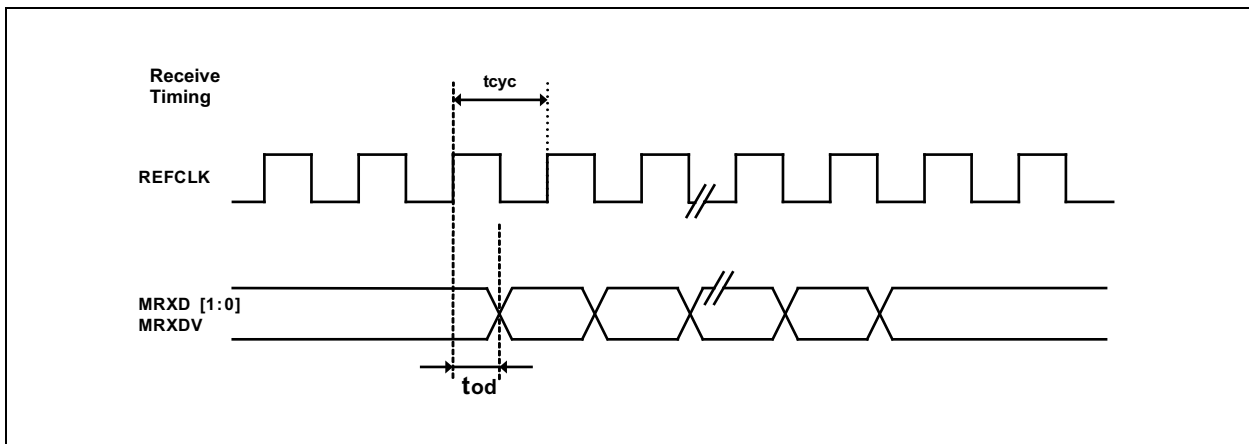 Receive
Timing
tcyc
REFCLK
MRXD [1:0]
MRXDV
tod